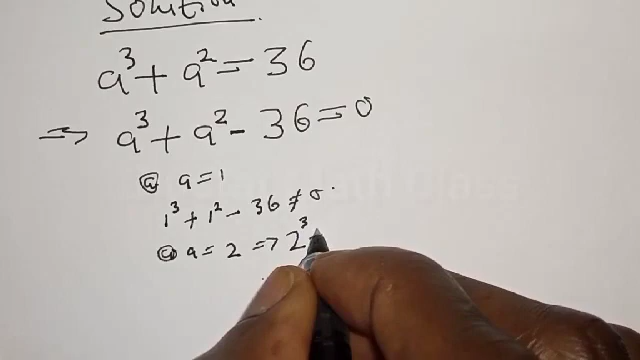 Solution
a³ + a² = 36
⇒ a³ + a² - 36 = 0
@ a = 1
1³ + 1² - 36 ≠ 0.
@ a = 2 ⇒ 2³